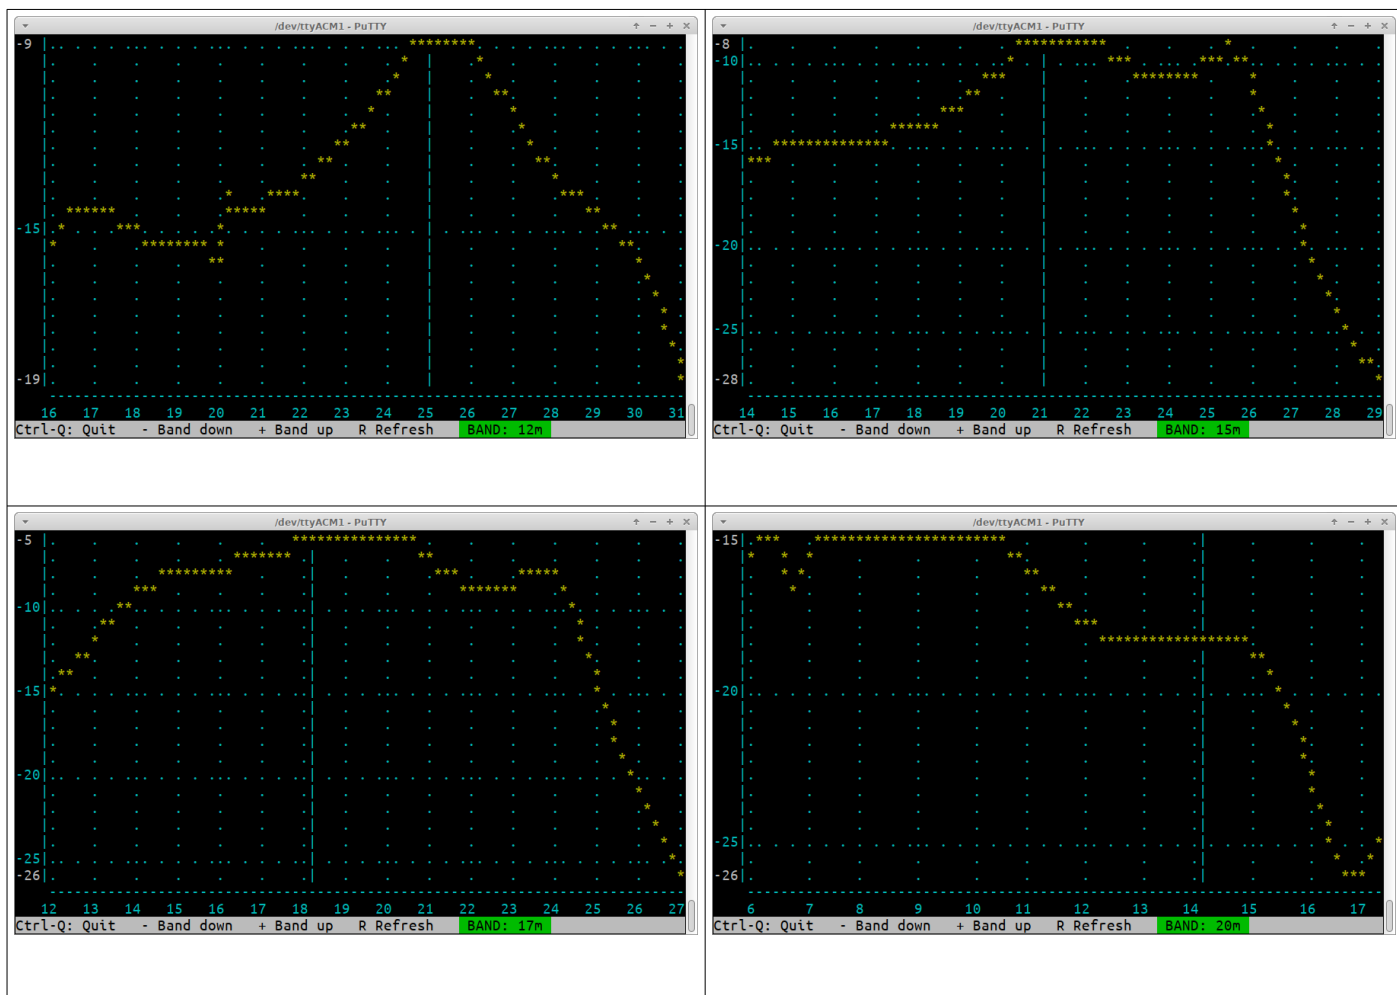 /dev/ttyACM1 - PuTTY
-9
-15
-19
16 17 18 19 20 21 22 23 24 25 26 27 28 29 30 31
Ctrl-Q: Quit - Band down + Band up R Refresh BAND: 12m
/dev/ttyACM1 - PuTTY
-8
-10
-15
-20
-25
-28
14 15 16 17 18 19 20 21 22 23 24 25 26 27 28 29
Ctrl-Q: Quit - Band down + Band up R Refresh BAND: 15m
/dev/ttyACM1 - PuTTY
-5
-10
-15
-20
-25
-26
12 13 14 15 16 17 18 19 20 21 22 23 24 25 26 27
Ctrl-Q: Quit - Band down + Band up R Refresh BAND: 17m
/dev/ttyACM1 - PuTTY
-15
-20
-25
-26
6 7 8 9 10 11 12 13 14 15 16 17
Ctrl-Q: Quit - Band down + Band up R Refresh BAND: 20m